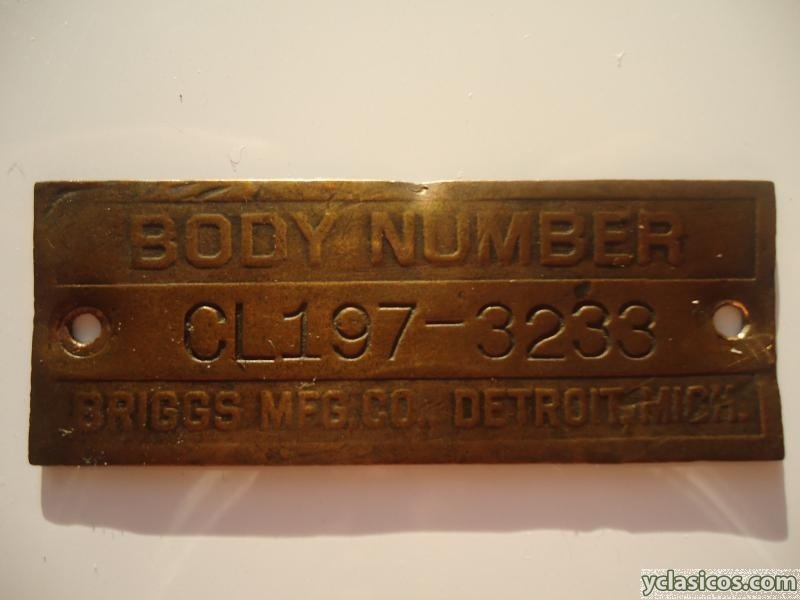 BODY NUMBER
CL197-3233
BRIGGS MFG. CO. DETROIT, MICH.
yclasicos.com